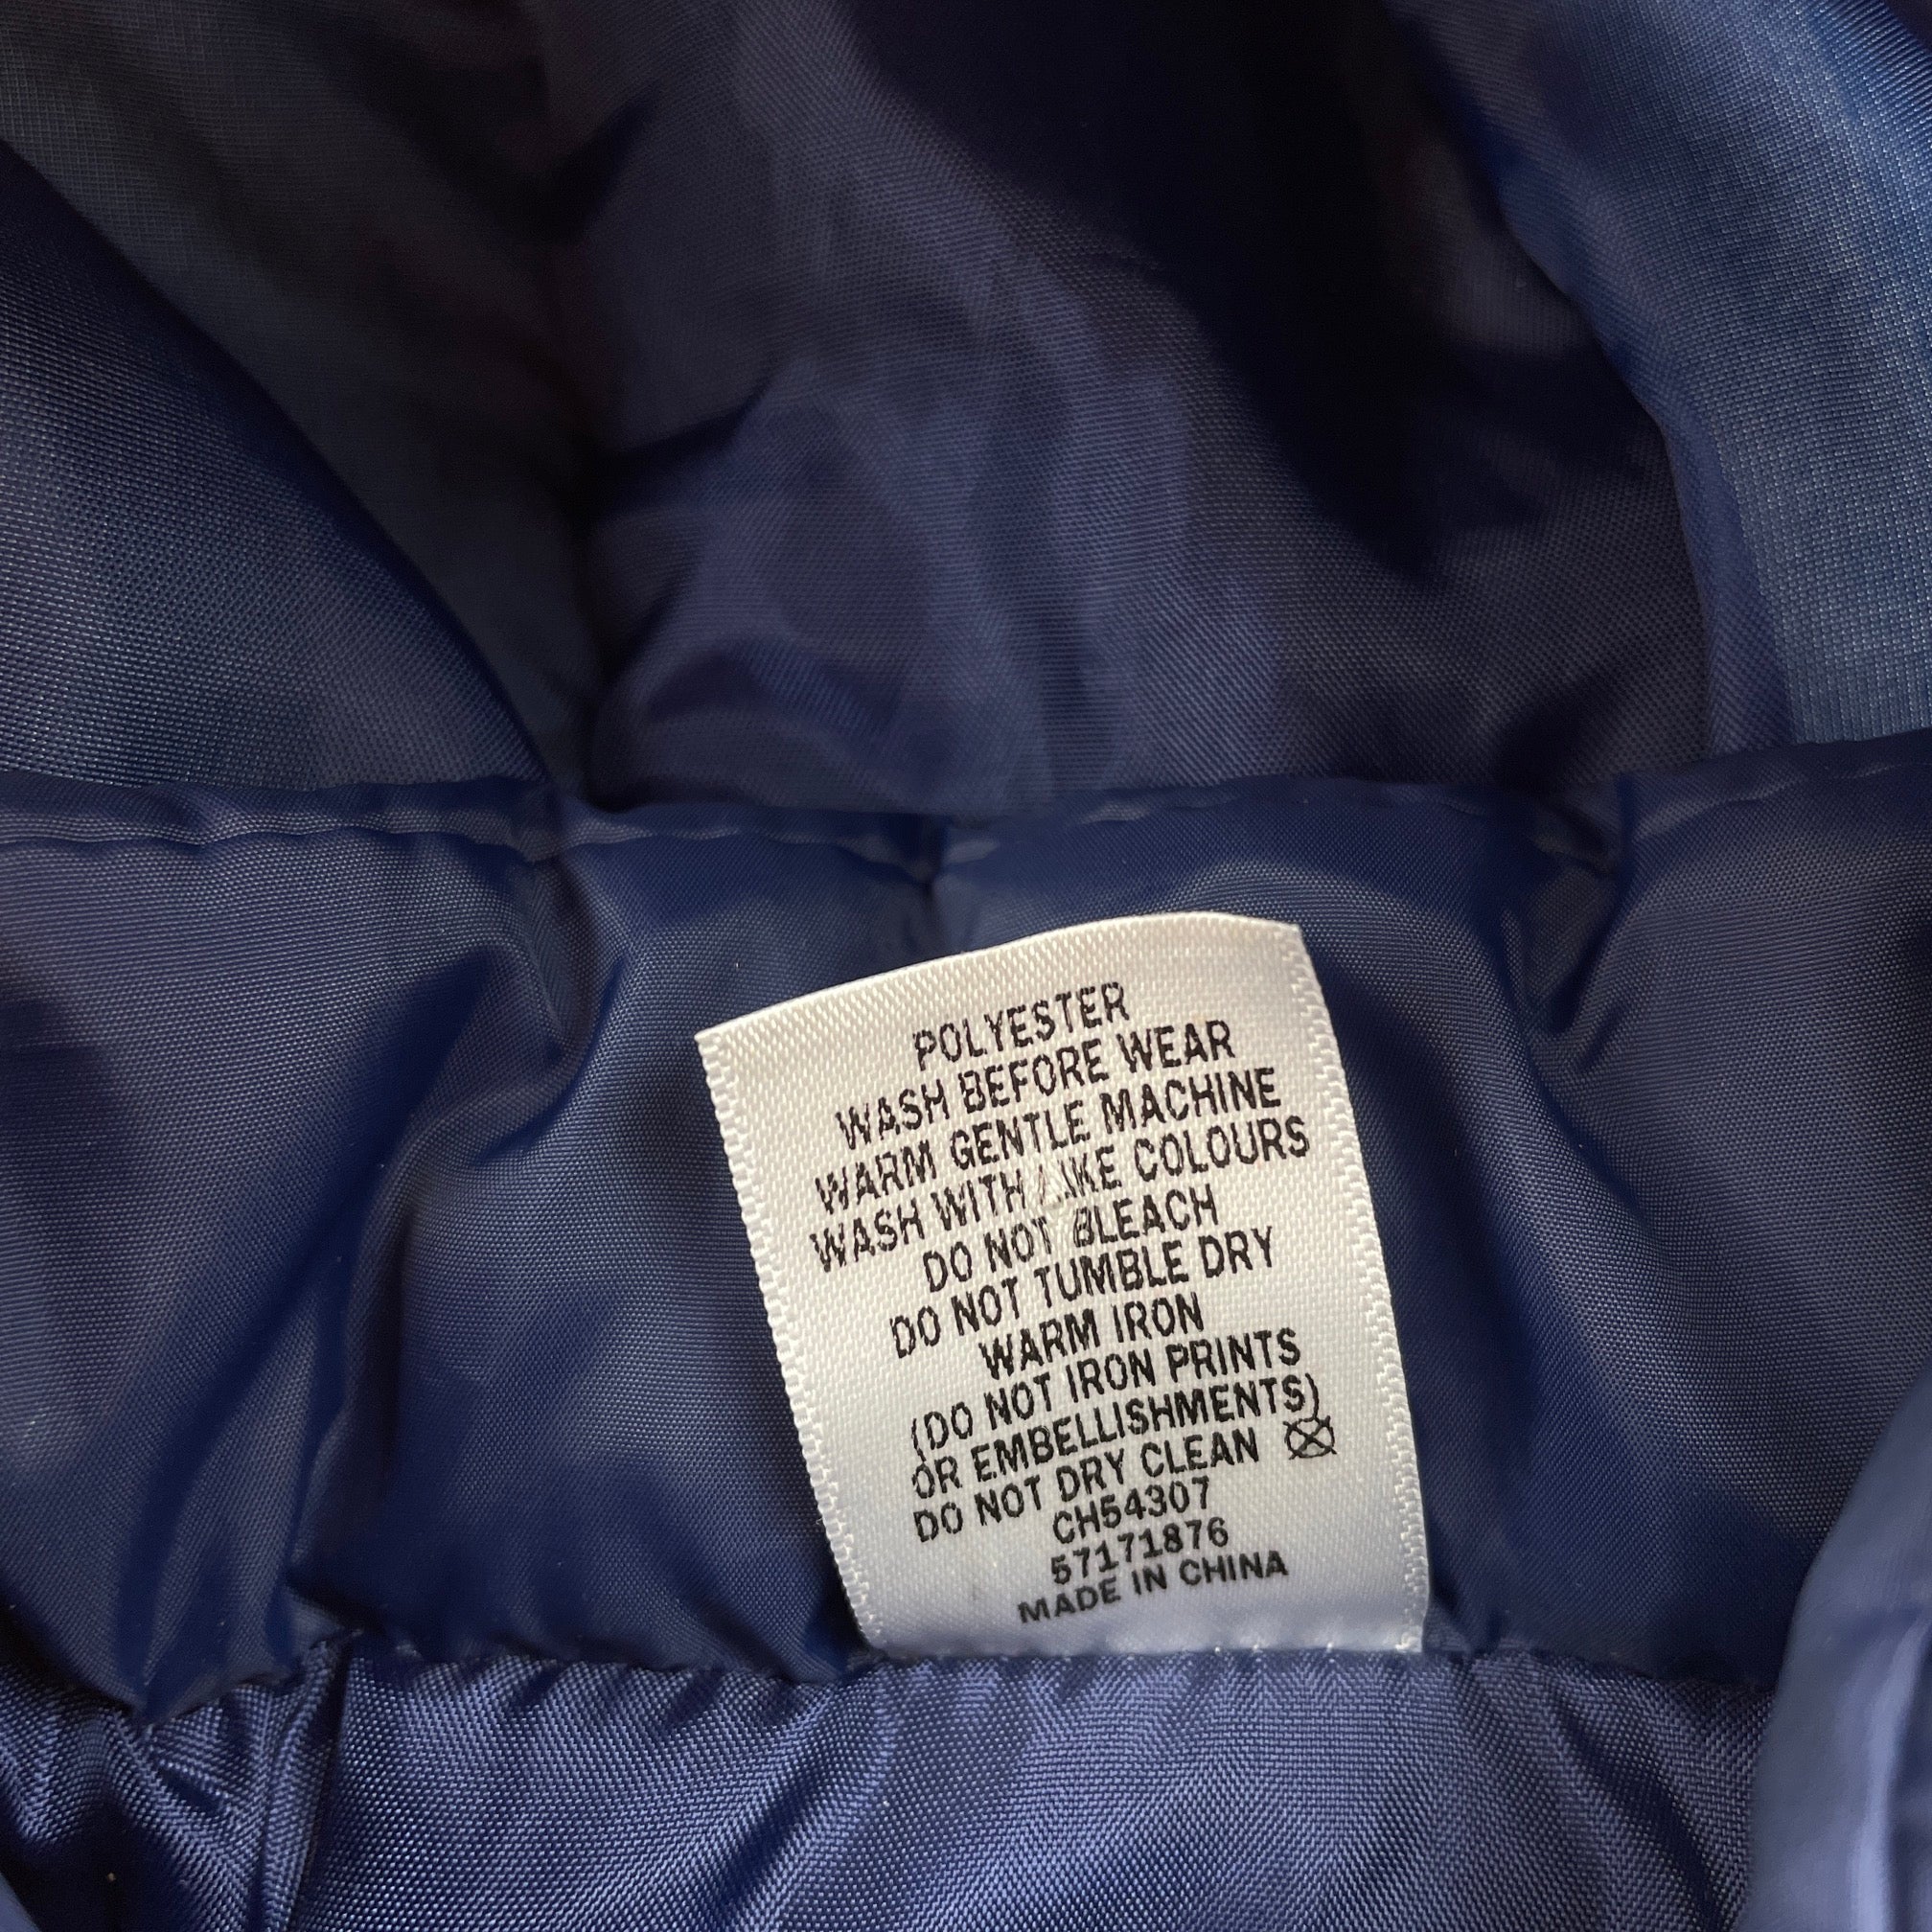 POLYESTER
WASH BEFORE WEAR
WARM GENTLE MACHINE
WASH WITH LIKE COLOURS
DO NOT BLEACH
DO NOT TUMBLE DRY
WARM IRON
(DO NOT IRON PRINTS
OR EMBELLISHMENTS)
DO NOT DRY CLEAN
CH54307
57171876
MADE IN CHINA